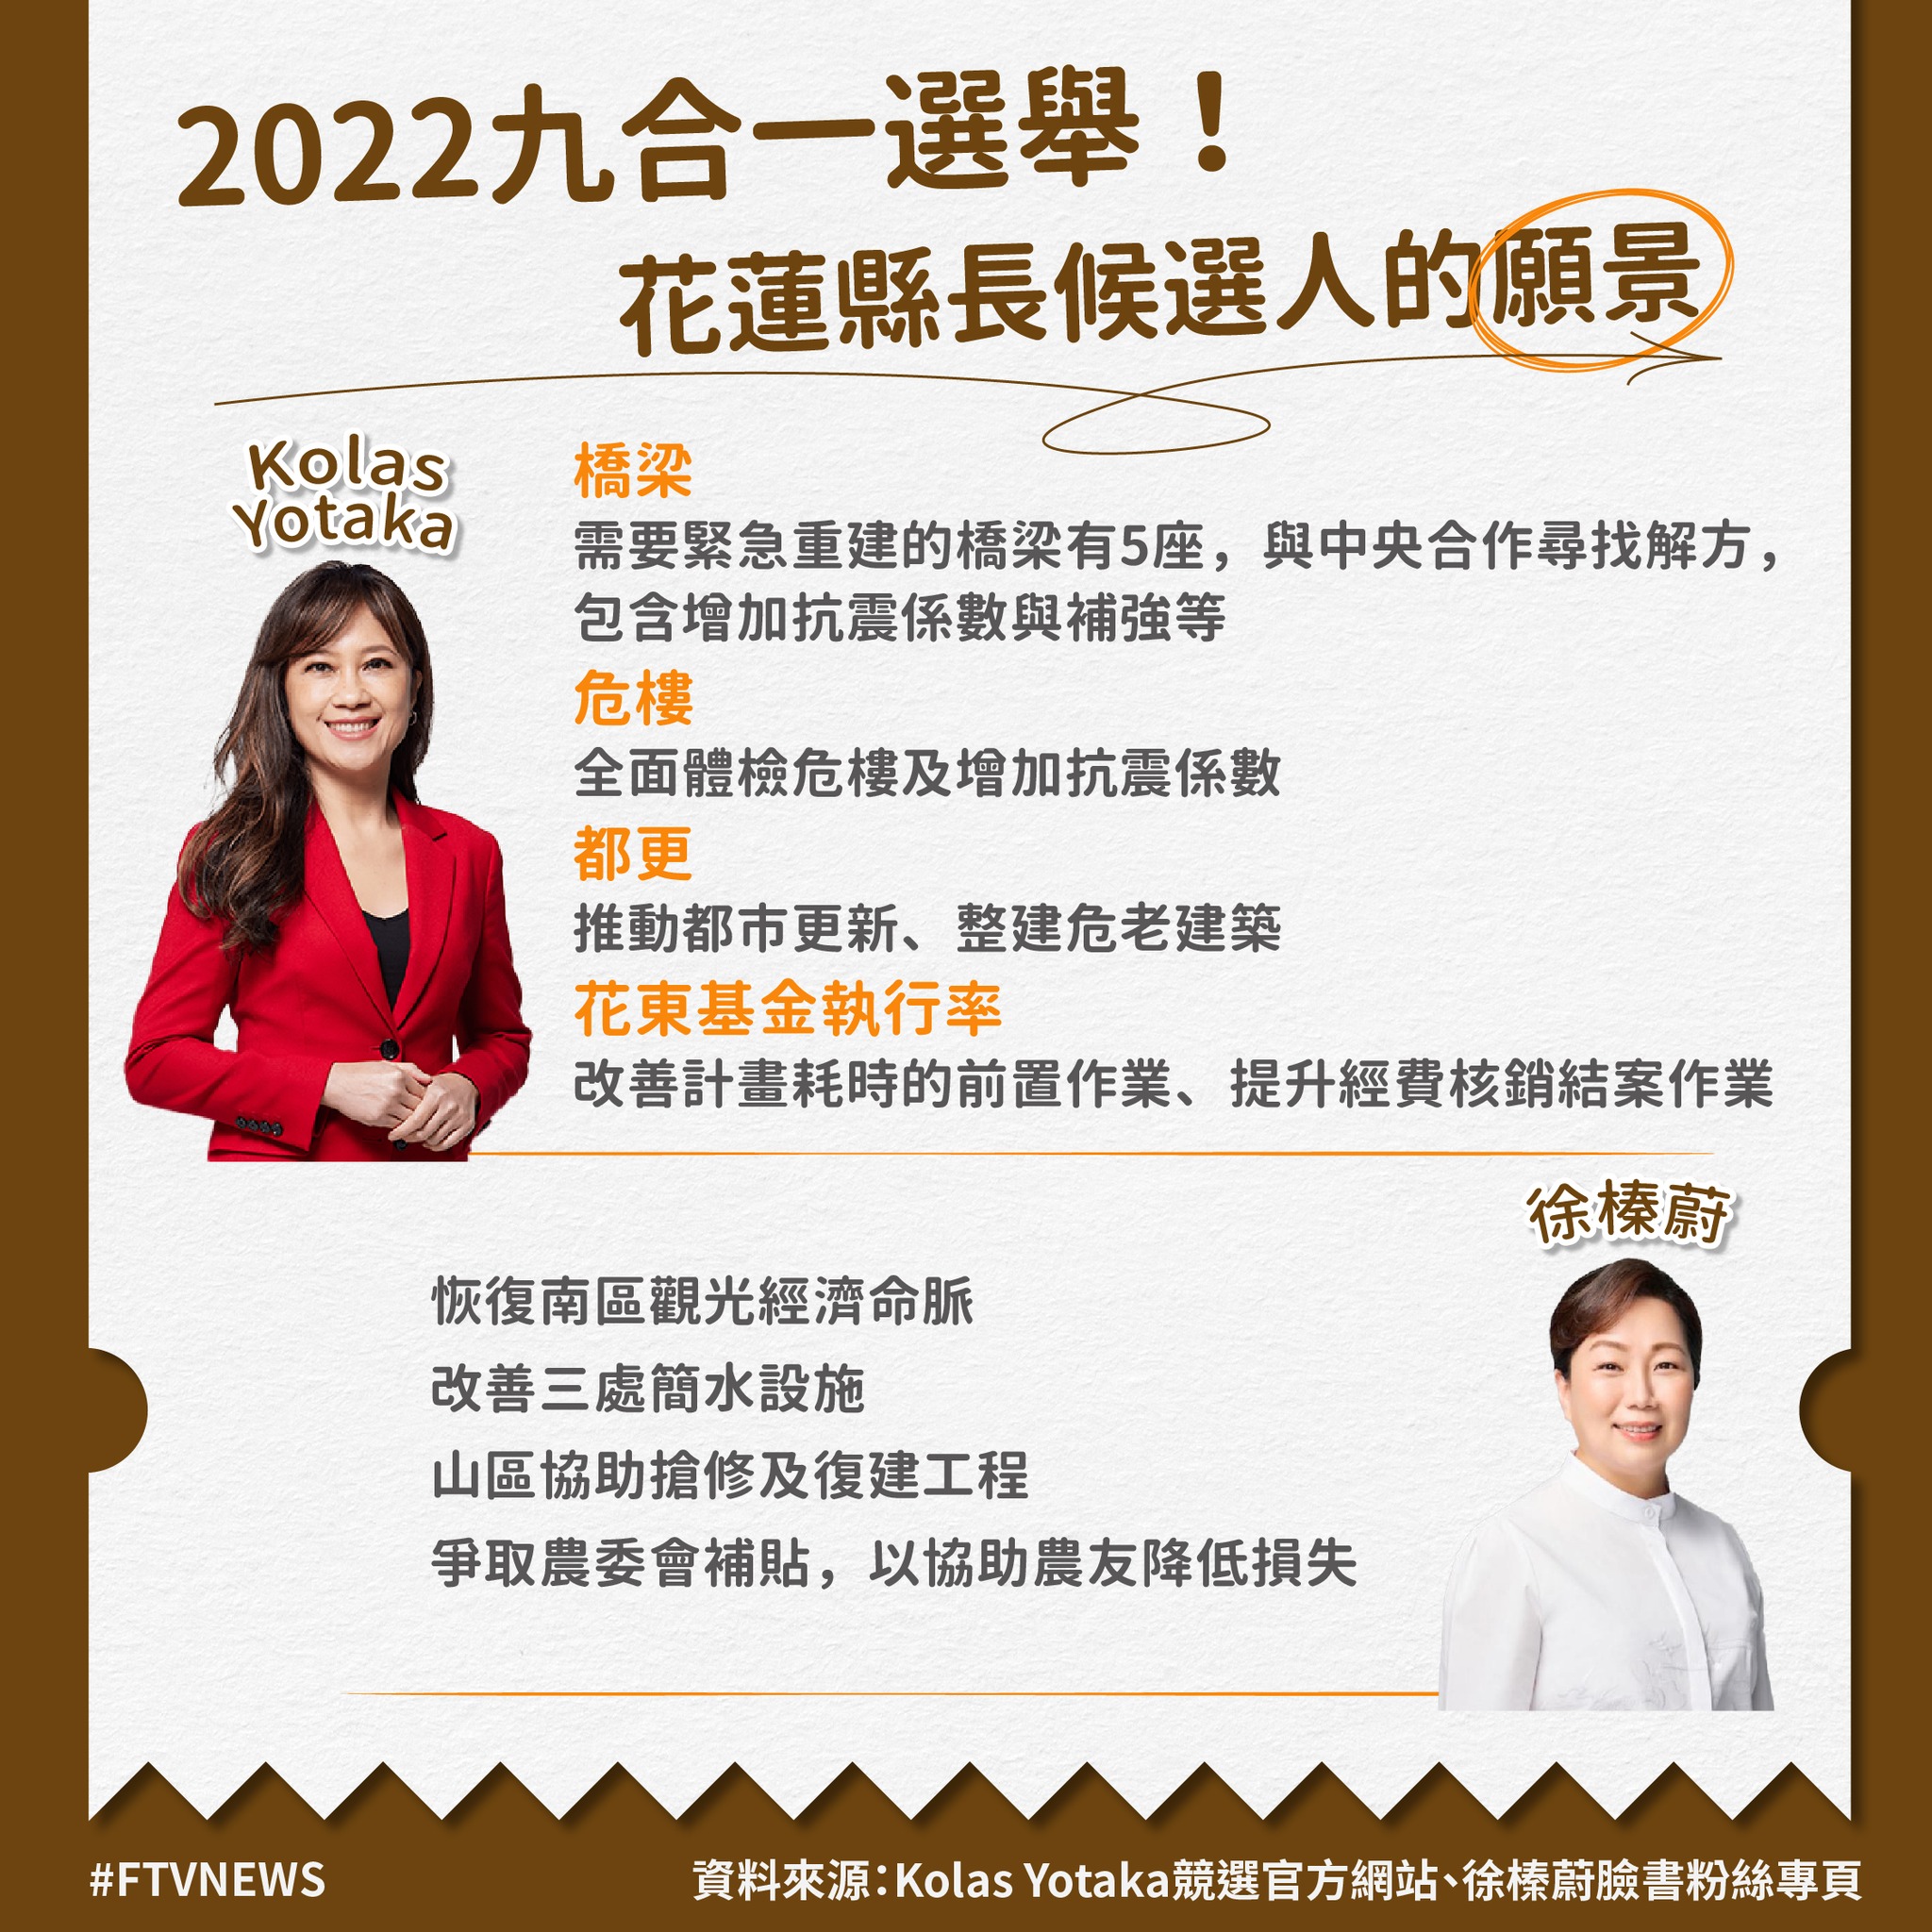 2022九合一選舉！
花蓮縣長候選人的願景
Kolas
Yotaka
橋梁
需要緊急重建的橋梁有5座，與中央合作尋找解方，
包含增加抗震係數與補強等
危樓
全面體檢危樓及增加抗震係數
都更
推動都市更新、整建危老建築
花東基金執行率
改善計畫耗時的前置作業、提升經費核銷結案作業
徐榛蔚
恢復南區觀光經濟命脈
改善三處簡水設施
山區協助搶修及復建工程
爭取農委會補貼，以協助農友降低損失
#FTVNEWS
資料來源：Kolas Yotaka競選官方網站、徐榛蔚臉書粉絲專頁